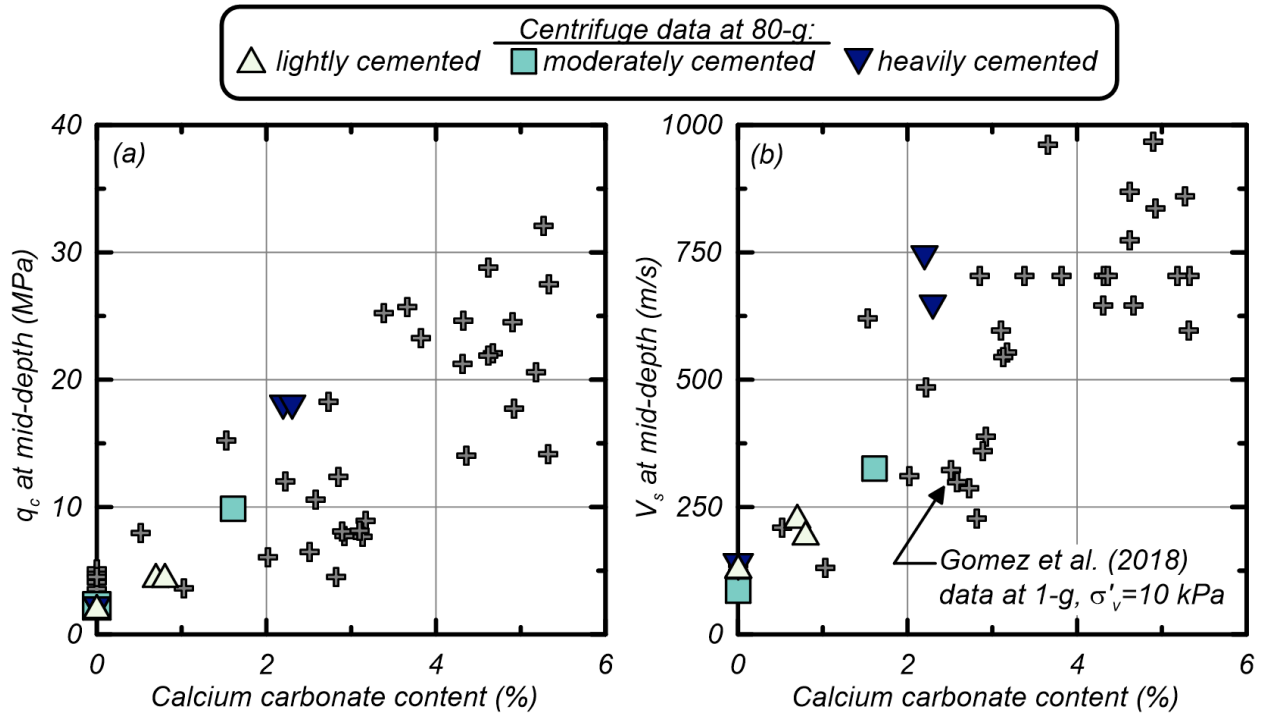 Centrifuge data at 80-g:
lightly cemented moderately cemented heavily cemented
(a)
40
30
20
10
0
0 2 4 6
q_c at mid-depth (MPa)
Calcium carbonate content (%)
(b)
1000
750
500
250
0
0 2 4 6
V_s at mid-depth (m/s)
Calcium carbonate content (%)
Gomez et al. (2018)
data at 1-g, σ'_v=10 kPa